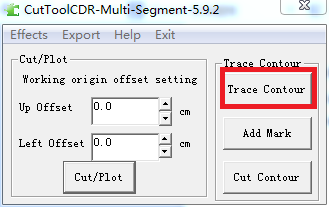 CutToolCDR-Multi-Segment-5.9.2
Effects Export Help Exit
Cut/Plot
Working origin offset setting
Up Offset 0.0 cm
Left Offset 0.0 cm
Cut/Plot
Trace Contour
Trace Contour
Add Mark
Cut Contour